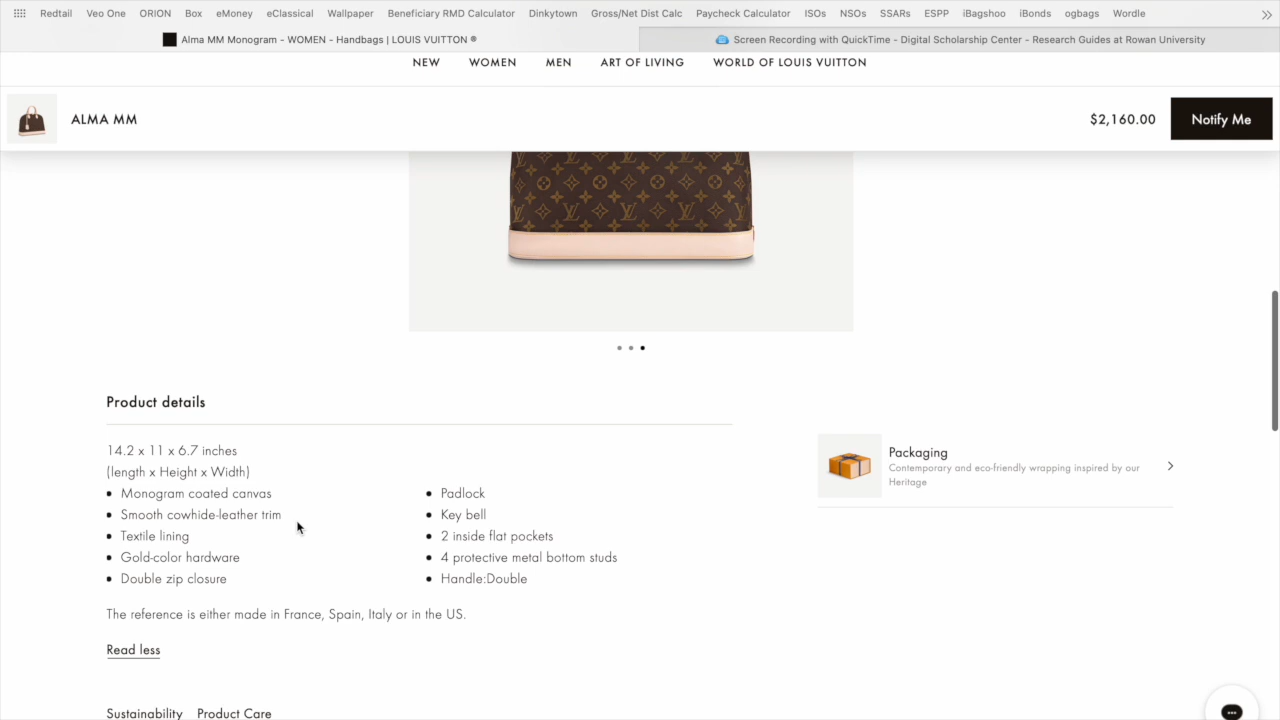 Redtail Veo One ORION Box eMoney eClassical Wallpaper Beneficiary RMD Calculator Dinkytown Gross/Net Dist Calc Paycheck Calculator ISOs NSOs SSARs ESPP iBagshoo iBonds ogbags Wordle
Alma MM Monogram - WOMEN - Handbags | LOUIS VUITTON ®
Screen Recording with QuickTime - Digital Scholarship Center - Research Guides at Rowan University
NEW WOMEN MEN ART OF LIVING WORLD OF LOUIS VUITTON
ALMA MM
$2,160.00
Notify Me
Product details
14.2 x 11 x 6.7 inches
(length x Height x Width)
Monogram coated canvas
Smooth cowhide-leather trim
Textile lining
Gold-color hardware
Double zip closure
Padlock
Key bell
2 inside flat pockets
4 protective metal bottom studs
Handle:Double
The reference is either made in France, Spain, Italy or in the US.
Read less
Packaging
Contemporary and eco-friendly wrapping inspired by our
Heritage
Sustainability Product Care